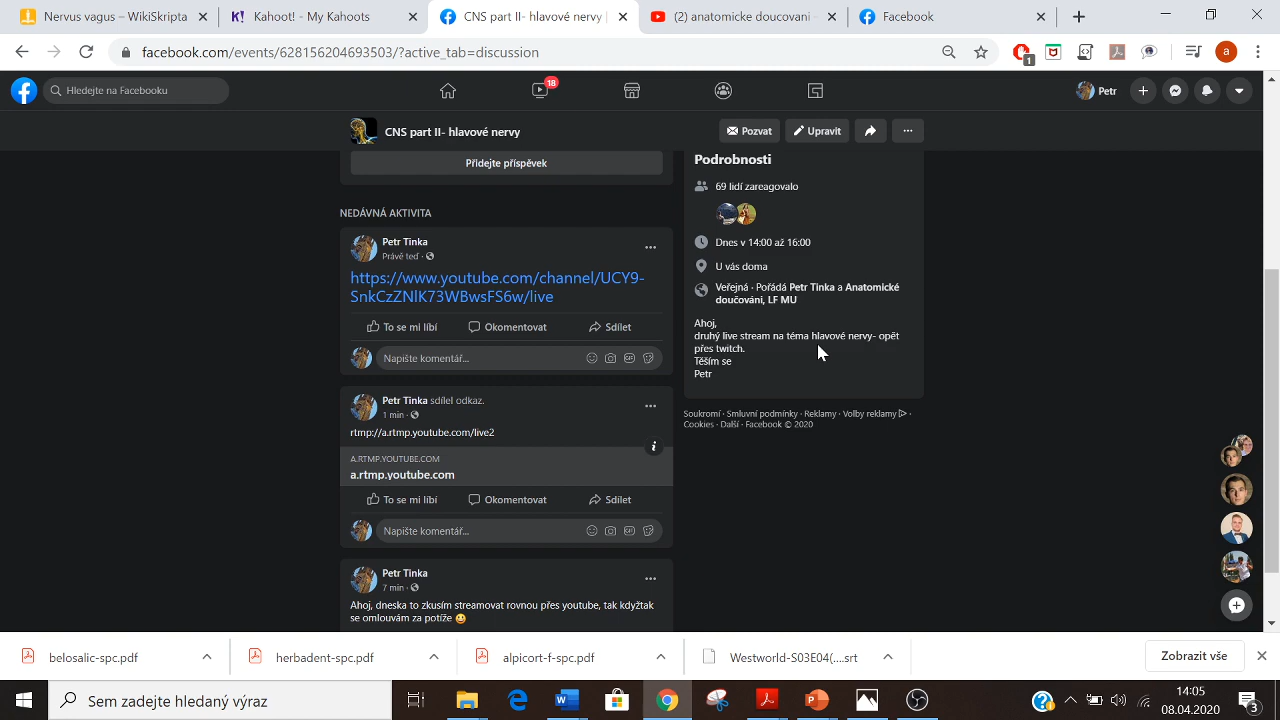 Nervus vagus - WikiSkripta
Kahoot! - My Kahoots
CNS part II- hlavové nervy
(2) anatomicke doucovani -
Facebook
facebook.com/events/628156204693503/?active_tab=discussion
1
Hledejte na Facebooku
18
Petr
CNS part II- hlavové nervy
Pozvat
Upravit
Přidejte příspěvek
NEDÁVNÁ AKTIVITA
Petr Tinka
Právě teď ·
https://www.youtube.com/channel/UCY9-
SnkCzZNlK73WBwsFS6w/live
To se mi líbí
Okomentovat
Sdílet
Napište komentář...
Petr Tinka sdílel odkaz.
1 min ·
rtmp://a.rtmp.youtube.com/live2
A.RTMP.YOUTUBE.COM
a.rtmp.youtube.com
To se mi líbí
Okomentovat
Sdílet
Napište komentář...
Petr Tinka
7 min ·
Ahoj, dneska to zkusím streamovat rovnou přes youtube, tak kdyžtak
se omlouvám za potíže
Podrobnosti
69 lidí zareagovalo
Dnes v 14:00 až 16:00
U vás doma
Veřejná · Pořádá Petr Tinka a Anatomické
doučování, LF MU
Ahoj,
druhý live stream na téma hlavové nervy- opět
přes twitch.
Těším se
Petr
Soukromí · Smluvní podmínky · Reklamy · Volby reklamy ·
Cookies · Další · Facebook © 2020
belosalic-spc.pdf
herbadent-spc.pdf
alpicort-f-spc.pdf
Westworld-S03E04(....srt
Zobrazit vše
Sem zadejte hledaný výraz
14:05
08.04.2020
3